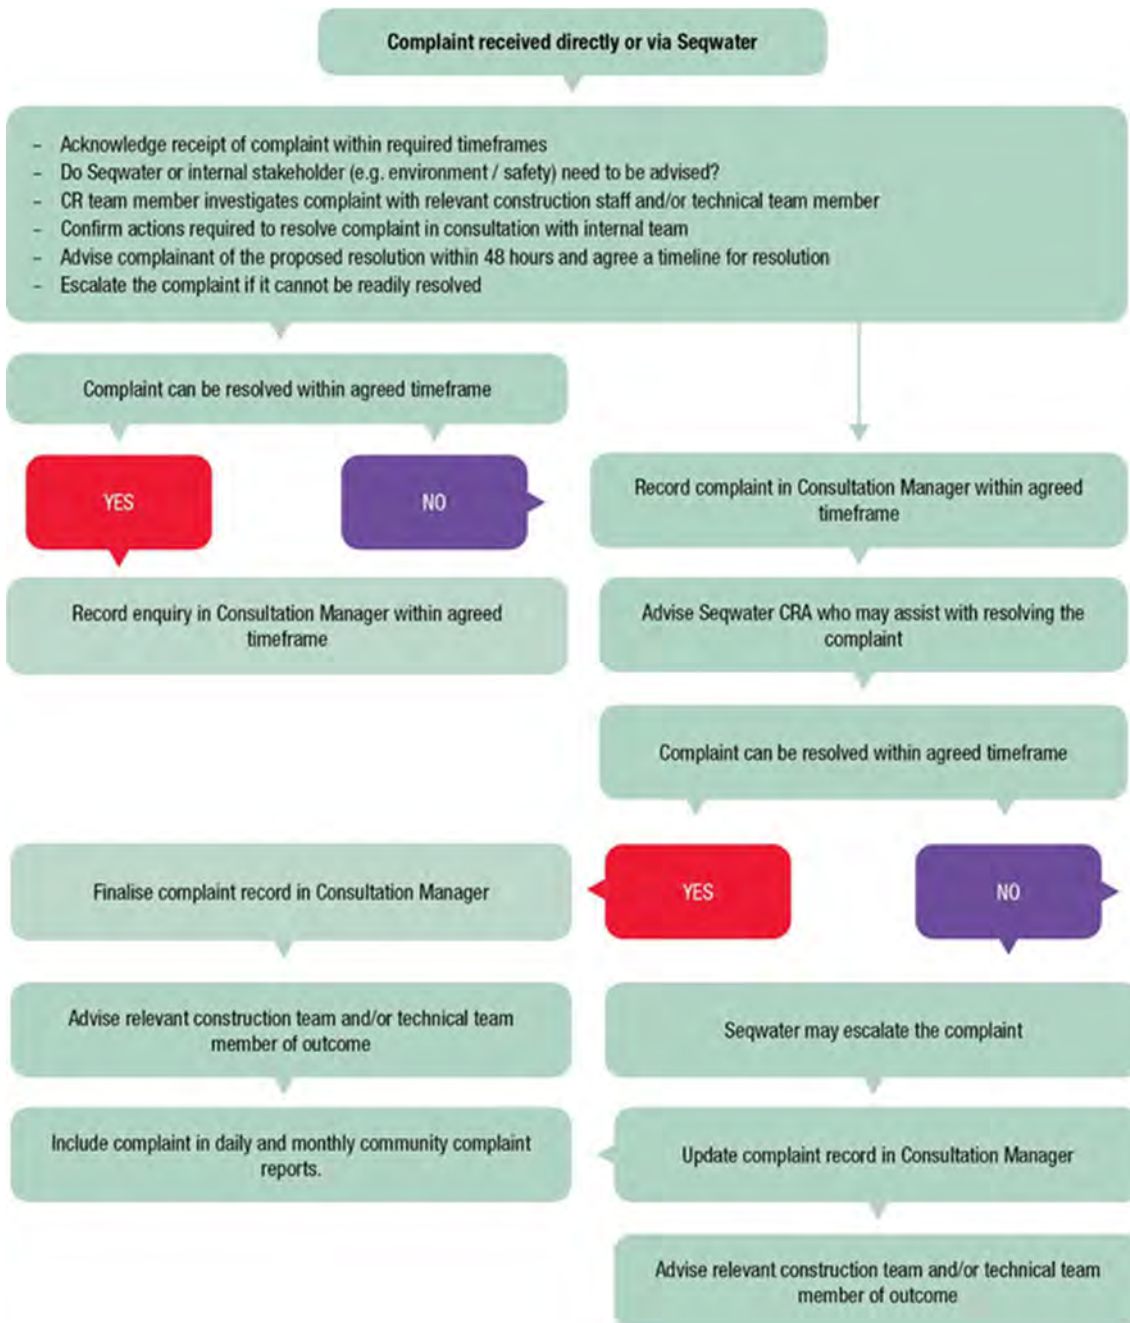 Complaint received directly or via Seqwater
- Acknowledge receipt of complaint within required timeframes
- Do Seqwater or internal stakeholder (e.g. environment / safety) need to be advised?
- CR team member investigates complaint with relevant construction staff and/or technical team member
- Confirm actions required to resolve complaint in consultation with internal team
- Advise complainant of the proposed resolution within 48 hours and agree a timeline for resolution
- Escalate the complaint if it cannot be readily resolved
Complaint can be resolved within agreed timeframe
YES
NO
Record complaint in Consultation Manager within agreed
timeframe
Record enquiry in Consultation Manager within agreed
timeframe
Advise Seqwater CRA who may assist with resolving the
complaint
Complaint can be resolved within agreed timeframe
Finalise complaint record in Consultation Manager
YES
NO
Advise relevant construction team and/or technical team
member of outcome
Seqwater may escalate the complaint
Include complaint in daily and monthly community complaint
reports.
Update complaint record in Consultation Manager
Advise relevant construction team and/or technical team
member of outcome